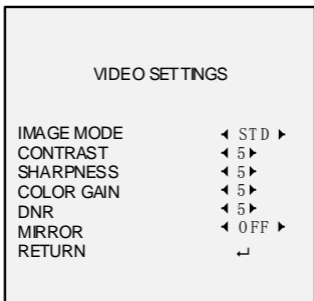 VIDEO SETTINGS
IMAGE MODE ◀ STD ▶
CONTRAST ◀ 5 ▶
SHARPNESS ◀ 5 ▶
COLOR GAIN ◀ 5 ▶
DNR ◀ 5 ▶
MIRROR ◀ OFF ▶
RETURN ↵